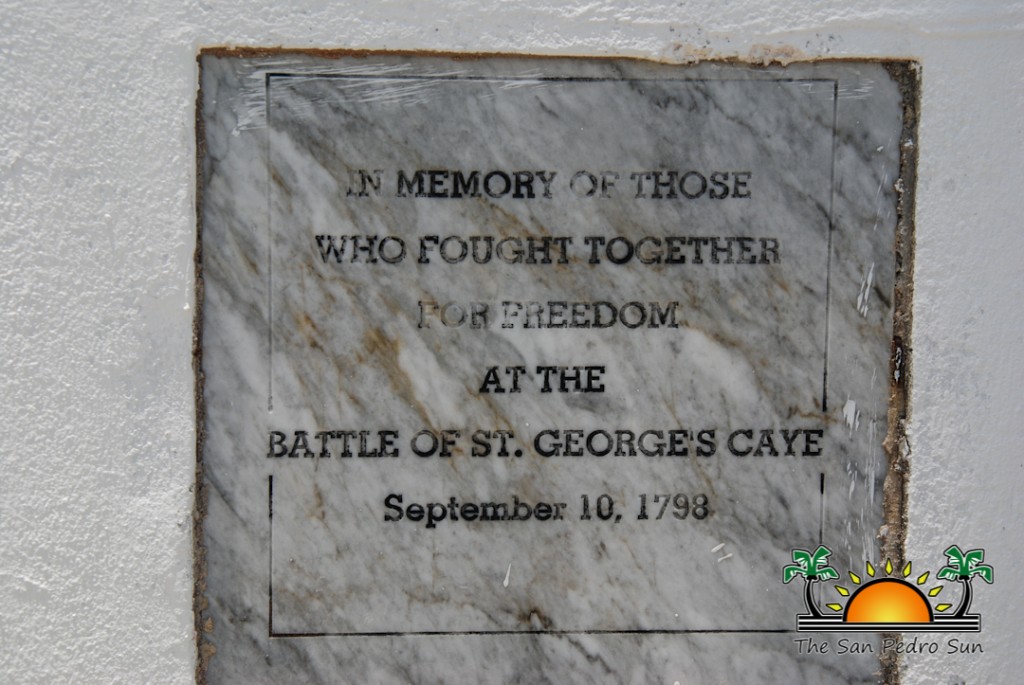 IN MEMORY OF THOSE
WHO FOUGHT TOGETHER
FOR FREEDOM
AT THE
BATTLE OF ST. GEORGE'S CAYE
September 10, 1798
The San Pedro Sun